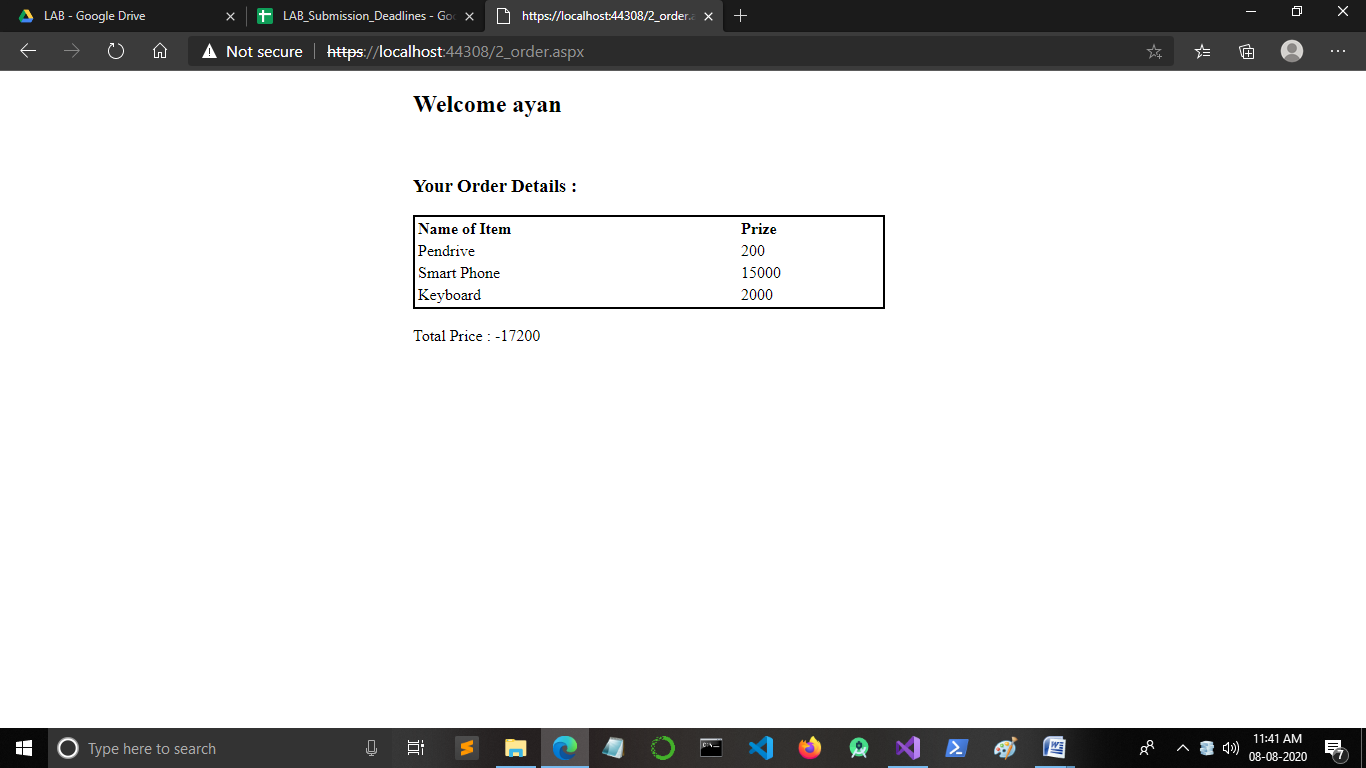 LAB - Google Drive
LAB_Submission_Deadlines - Goo
https://localhost:44308/2_order.a
Not secure
https://localhost:44308/2_order.aspx
Welcome ayan
Your Order Details :
Name of Item Prize
Pendrive 200
Smart Phone 15000
Keyboard 2000
Total Price : -17200
Type here to search
11:41 AM
08-08-2020
7